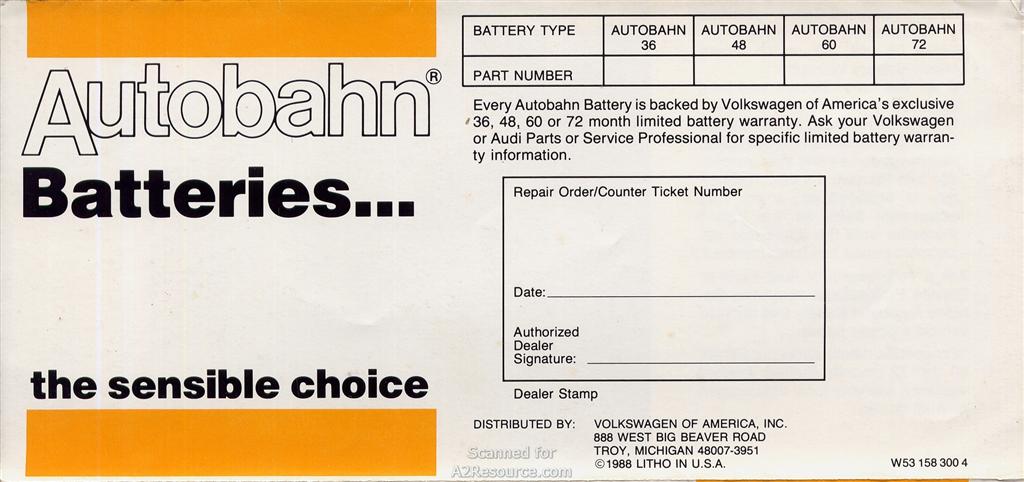 Autobahn®
Batteries...
the sensible choice
BATTERY TYPE AUTOBAHN 36 AUTOBAHN 48 AUTOBAHN 60 AUTOBAHN 72
PART NUMBER
Every Autobahn Battery is backed by Volkswagen of America's exclusive
36, 48, 60 or 72 month limited battery warranty. Ask your Volkswagen
or Audi Parts or Service Professional for specific limited battery warran-
ty information.
Repair Order/Counter Ticket Number
Date:
Authorized
Dealer
Signature:
Dealer Stamp
DISTRIBUTED BY: VOLKSWAGEN OF AMERICA, INC.
888 WEST BIG BEAVER ROAD
TROY, MICHIGAN 48007-3951
©1988 LITHO IN U.S.A.
W53 158 300 4
Scanned for
A2Resource.com